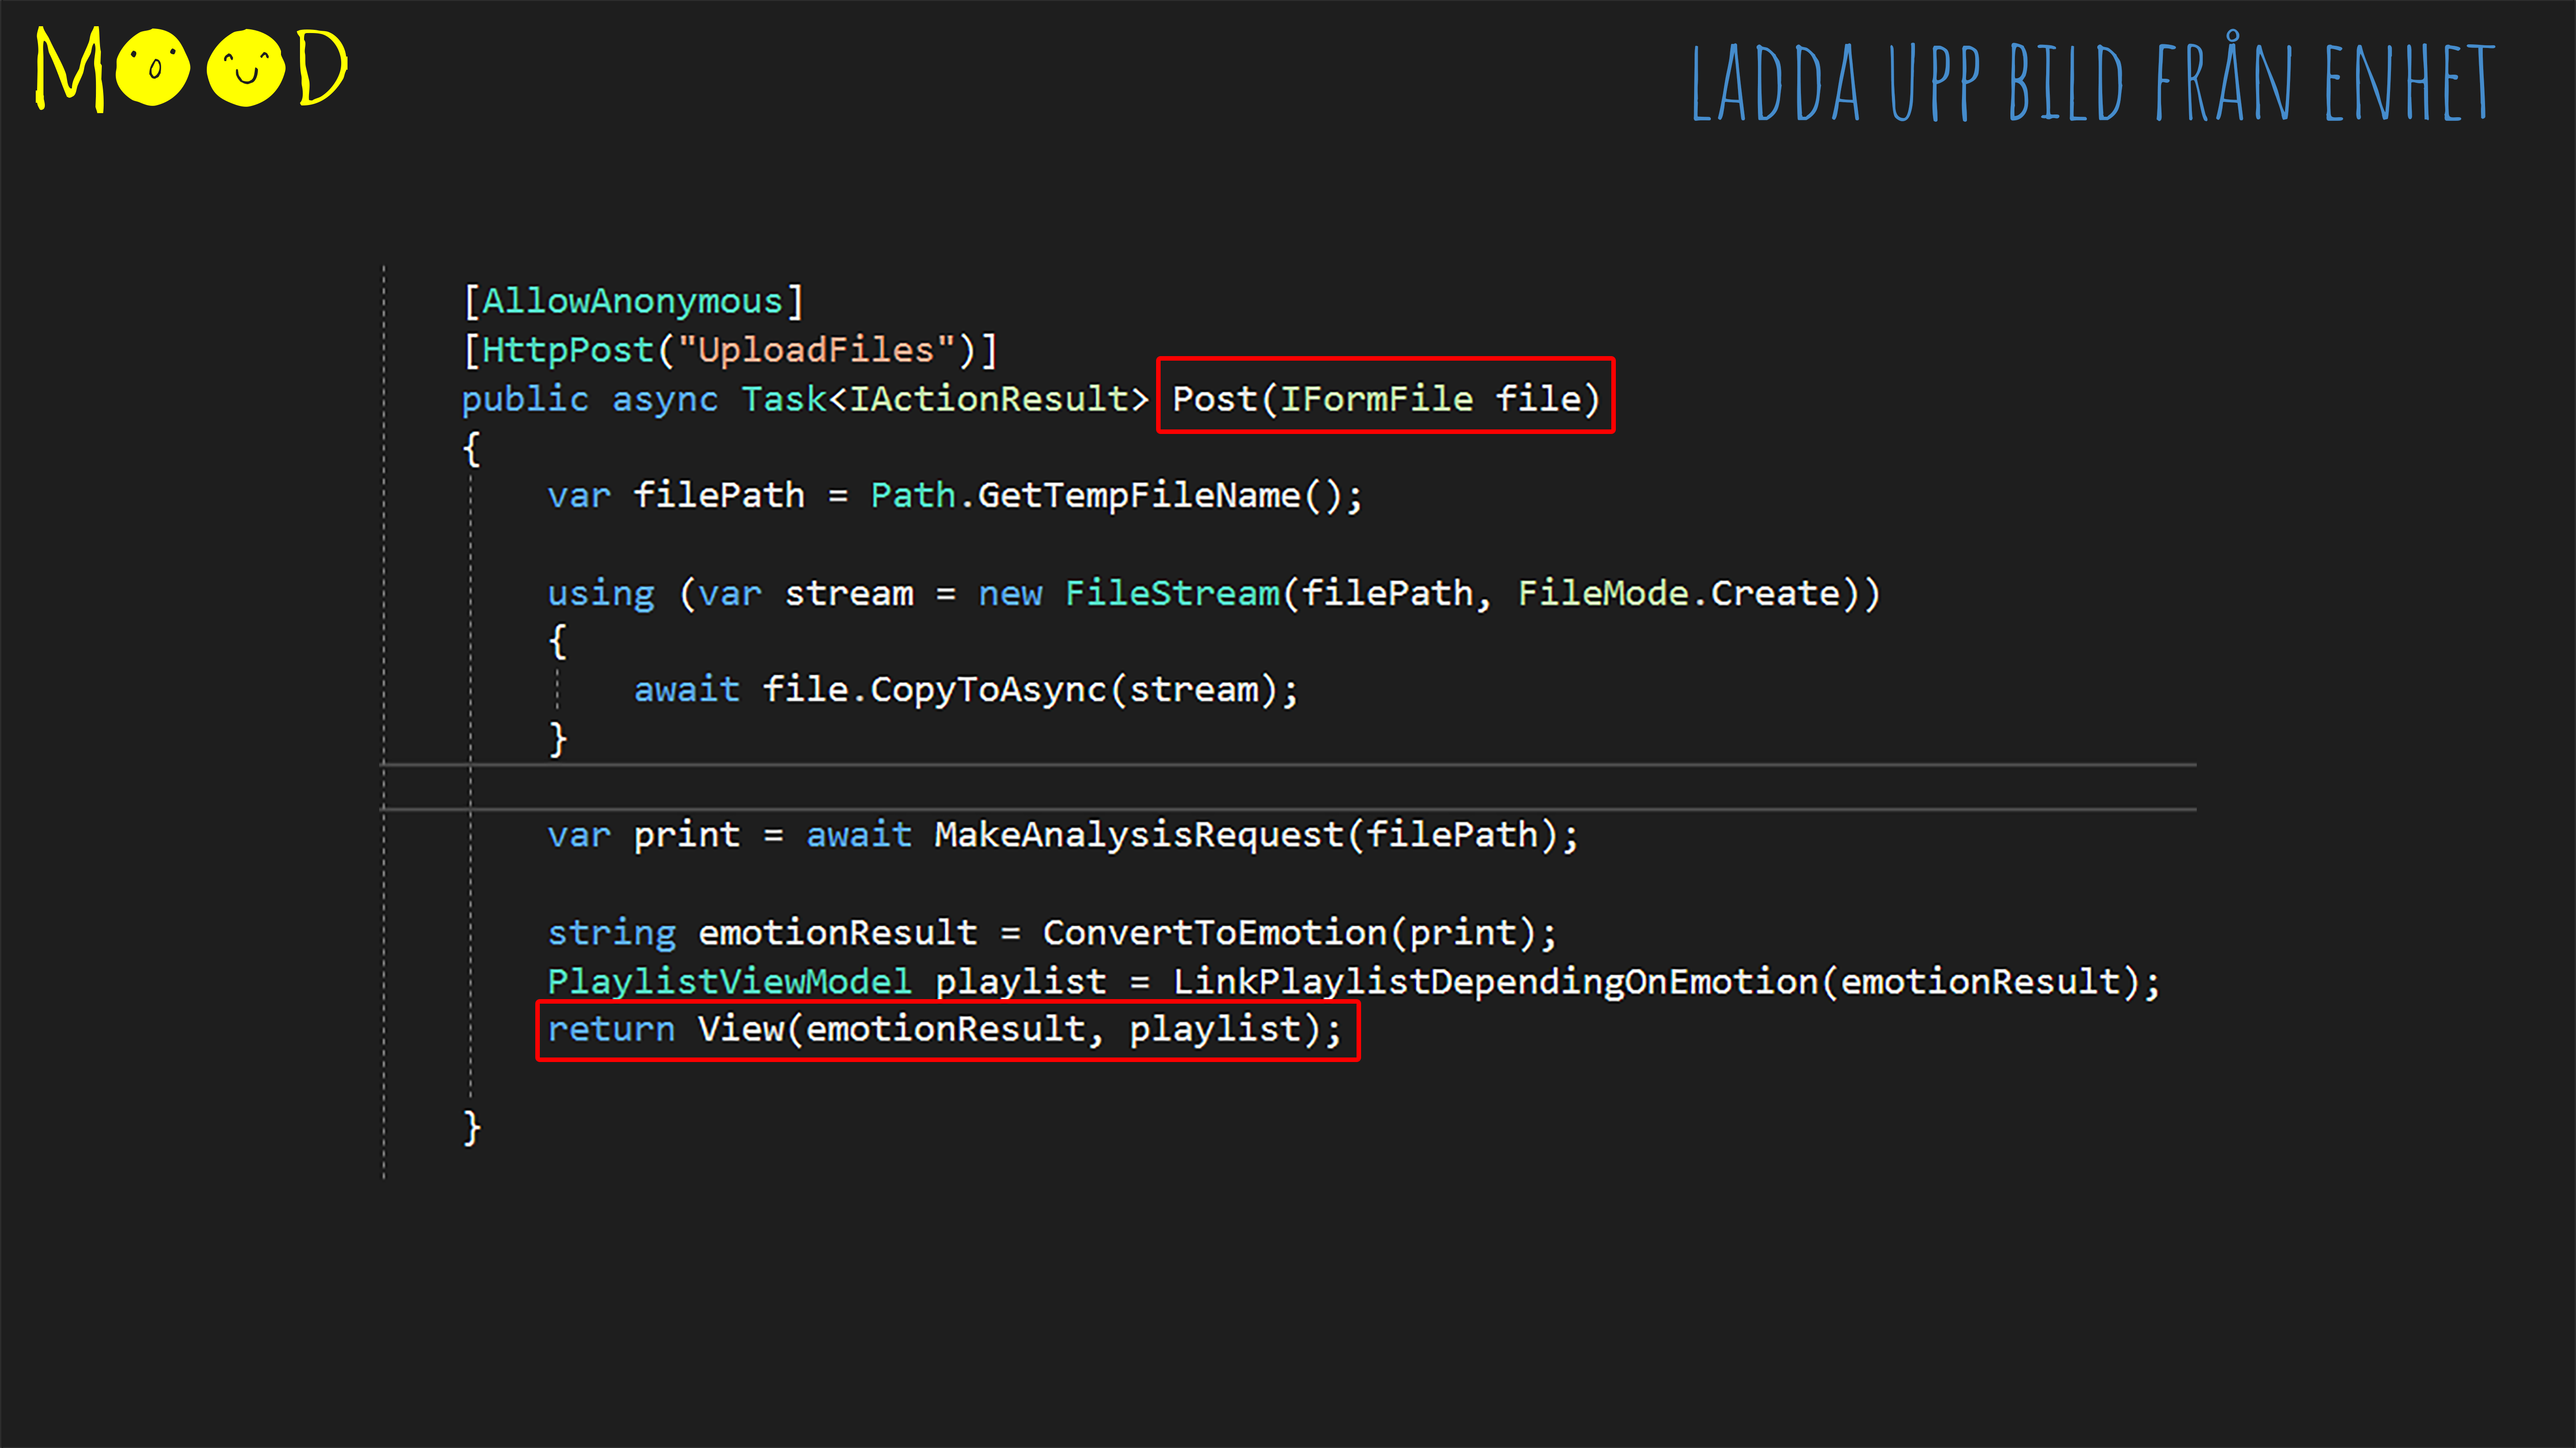 MOOD
LADDA UPP BILD FRÅN ENHET
[AllowAnonymous]
[HttpPost("UploadFiles")]
public async Task<IActionResult> Post(IFormFile file)
{
var filePath = Path.GetTempFileName();
using (var stream = new FileStream(filePath, FileMode.Create))
{
await file.CopyToAsync(stream);
}
var print = await MakeAnalysisRequest(filePath);
string emotionResult = ConvertToEmotion(print);
PlaylistViewModel playlist = LinkPlaylistDependingOnEmotion(emotionResult);
return View(emotionResult, playlist);
}